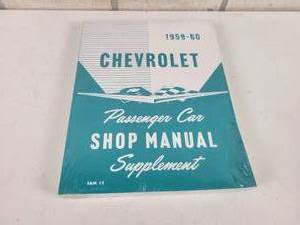 1959-60
CHEVROLET
Passenger Car
SHOP MANUAL
Supplement